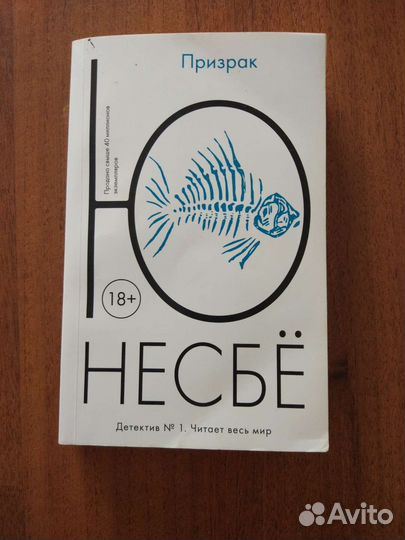 Призрак
Продано свыше 40 миллионов
экземпляров
Ю
18+
НЕСБЁ
Детектив № 1. Читает весь мир
Avito